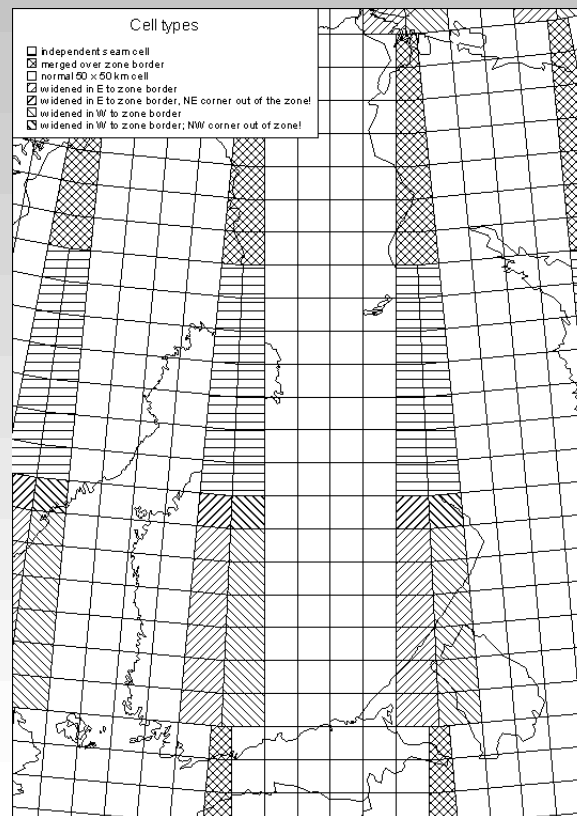 Cell types
independent seam cell
merged over zone border
normal 50 × 50 km cell
widened in E to zone border
widened in E to zone border, NE corner out of the zone!
widened in W to zone border
widened in W to zone border; NW corner out of zone!